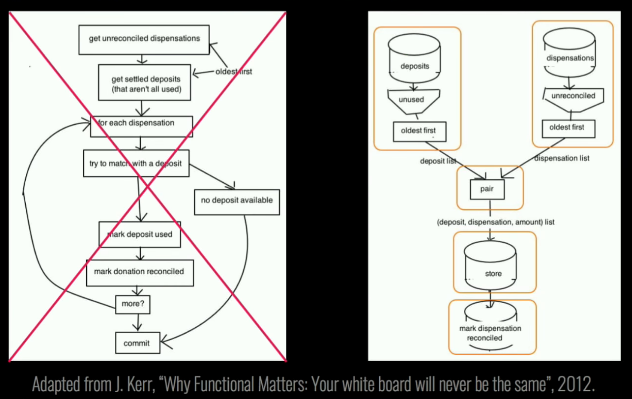 get unreconciled dispensations
oldest first
get settled deposits
(that aren't all used)
for each dispensation
try to match with a deposit
no deposit available
mark deposit used
mark donation reconciled
more?
commit
deposits
unused
oldest first
deposit list
dispensations
unreconciled
oldest first
dispensation list
pair
(deposit, dispensation, amount) list
store
mark dispensation
reconciled
Adapted from J. Kerr, “Why Functional Matters: Your white board will never be the same”, 2012.